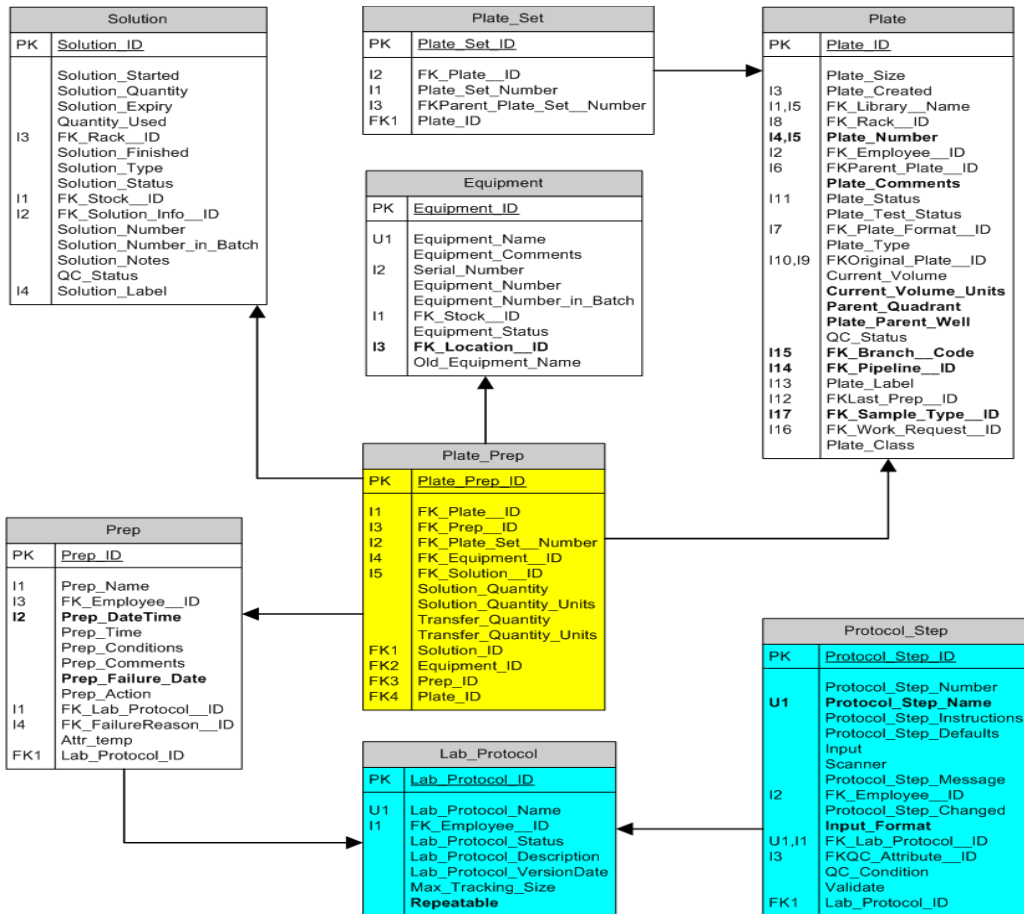 Solution
PK Solution_ID
Solution_Started
Solution_Quantity
Solution_Expiry
Quantity_Used
I3 FK_Rack__ID
Solution_Finished
Solution_Type
Solution_Status
I1 FK_Stock__ID
I2 FK_Solution_Info__ID
Solution_Number
Solution_Number_in_Batch
Solution_Notes
QC_Status
I4 Solution_Label
Plate_Set
PK Plate_Set_ID
I2 FK_Plate__ID
I1 Plate_Set_Number
I3 FKParent_Plate_Set__Number
FK1 Plate_ID
Plate
PK Plate_ID
Plate_Size
I3 Plate_Created
I1,I5 FK_Library__Name
I8 FK_Rack__ID
I4,I5 Plate_Number
I2 FK_Employee__ID
I6 FKParent_Plate__ID
Plate_Comments
I11 Plate_Status
Plate_Test_Status
I7 FK_Plate_Format__ID
Plate_Type
I10,I9 FKOriginal_Plate__ID
Current_Volume
Current_Volume_Units
Parent_Quadrant
Plate_Parent_Well
QC_Status
I15 FK_Branch__Code
I14 FK_Pipeline__ID
I13 Plate_Label
I12 FKLast_Prep__ID
I17 FK_Sample_Type__ID
I16 FK_Work_Request__ID
Plate_Class
Equipment
PK Equipment_ID
U1 Equipment_Name
Equipment_Comments
I2 Serial_Number
Equipment_Number
Equipment_Number_in_Batch
I1 FK_Stock__ID
Equipment_Status
I3 FK_Location__ID
Old_Equipment_Name
Plate_Prep
PK Plate_Prep_ID
I1 FK_Plate__ID
I3 FK_Prep__ID
I2 FK_Plate_Set__Number
I4 FK_Equipment__ID
I5 FK_Solution__ID
Solution_Quantity
Solution_Quantity_Units
Transfer_Quantity
Transfer_Quantity_Units
FK1 Solution_ID
FK2 Equipment_ID
FK3 Prep_ID
FK4 Plate_ID
Prep
PK Prep_ID
I1 Prep_Name
I3 FK_Employee__ID
I2 Prep_DateTime
Prep_Time
Prep_Conditions
Prep_Comments
Prep_Failure_Date
Prep_Action
I1 FK_Lab_Protocol__ID
I4 FK_FailureReason__ID
Attr_temp
FK1 Lab_Protocol_ID
Lab_Protocol
PK Lab_Protocol_ID
U1 Lab_Protocol_Name
I1 FK_Employee__ID
Lab_Protocol_Status
Lab_Protocol_Description
Lab_Protocol_VersionDate
Max_Tracking_Size
Repeatable
Protocol_Step
PK Protocol_Step_ID
Protocol_Step_Number
U1 Protocol_Step_Name
Protocol_Step_Instructions
Protocol_Step_Defaults
Input
Scanner
Protocol_Step_Message
I2 FK_Employee__ID
Protocol_Step_Changed
Input_Format
U1,I1 FK_Lab_Protocol__ID
I3 FKQC_Attribute__ID
QC_Condition
Validate
FK1 Lab_Protocol_ID